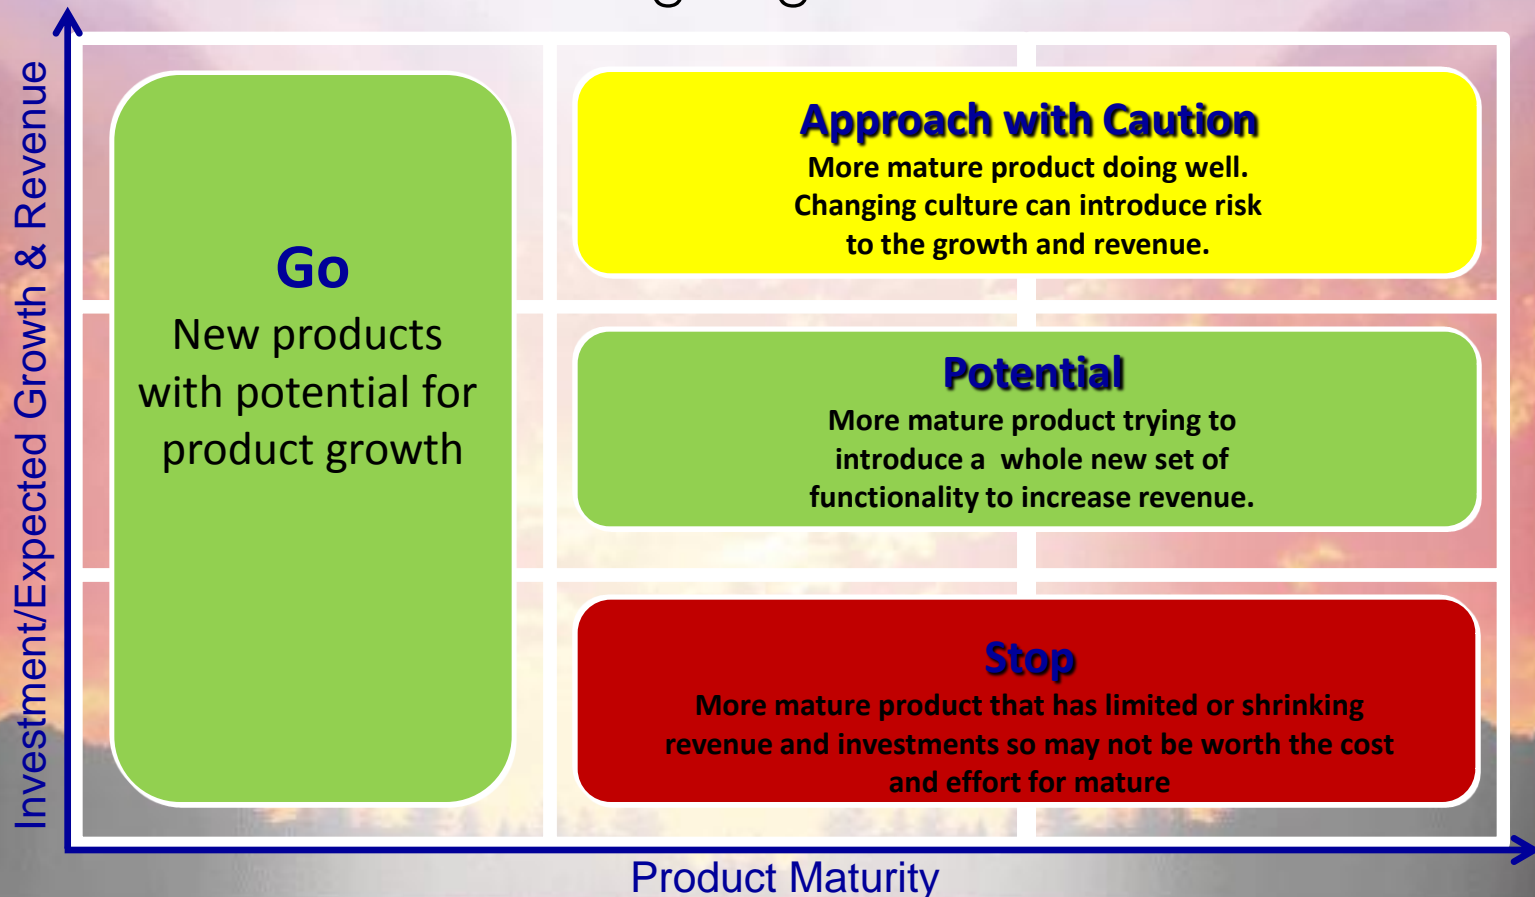 Investment/Expected Growth & Revenue
Go
New products
with potential for
product growth
Approach with Caution
More mature product doing well.
Changing culture can introduce risk
to the growth and revenue.
Potential
More mature product trying to
introduce a  whole new set of
functionality to increase revenue.
Stop
More mature product that has limited or shrinking
revenue and investments so may not be worth the cost
and effort for mature
Product Maturity